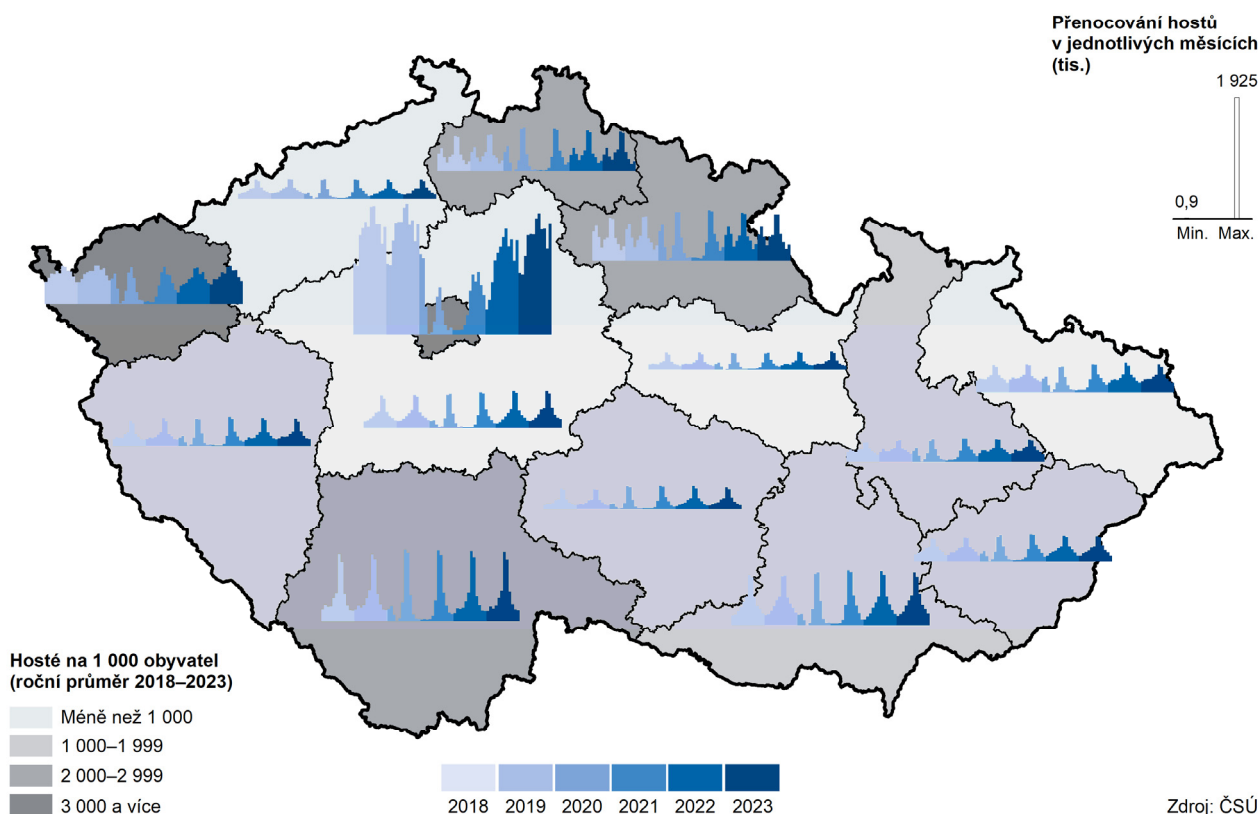 Přenocování hostů
v jednotlivých měsících
(tis.)
1 925
0,9
Min. Max.
Hosté na 1 000 obyvatel
(roční průměr 2018–2023)
Méně než 1 000
1 000–1 999
2 000–2 999
3 000 a více
2018 2019 2020 2021 2022 2023
Zdroj: ČSÚ